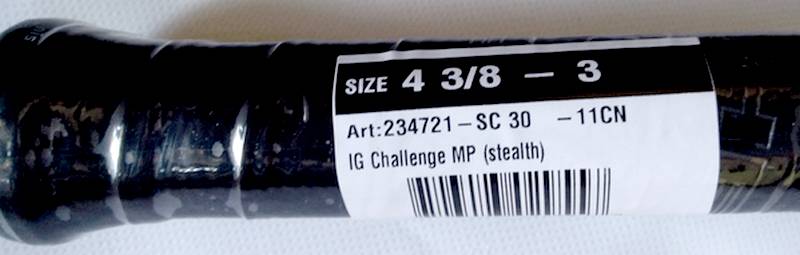 SIZE 4 3/8 – 3
Art:234721–SC 30 –11CN
IG Challenge MP (stealth)